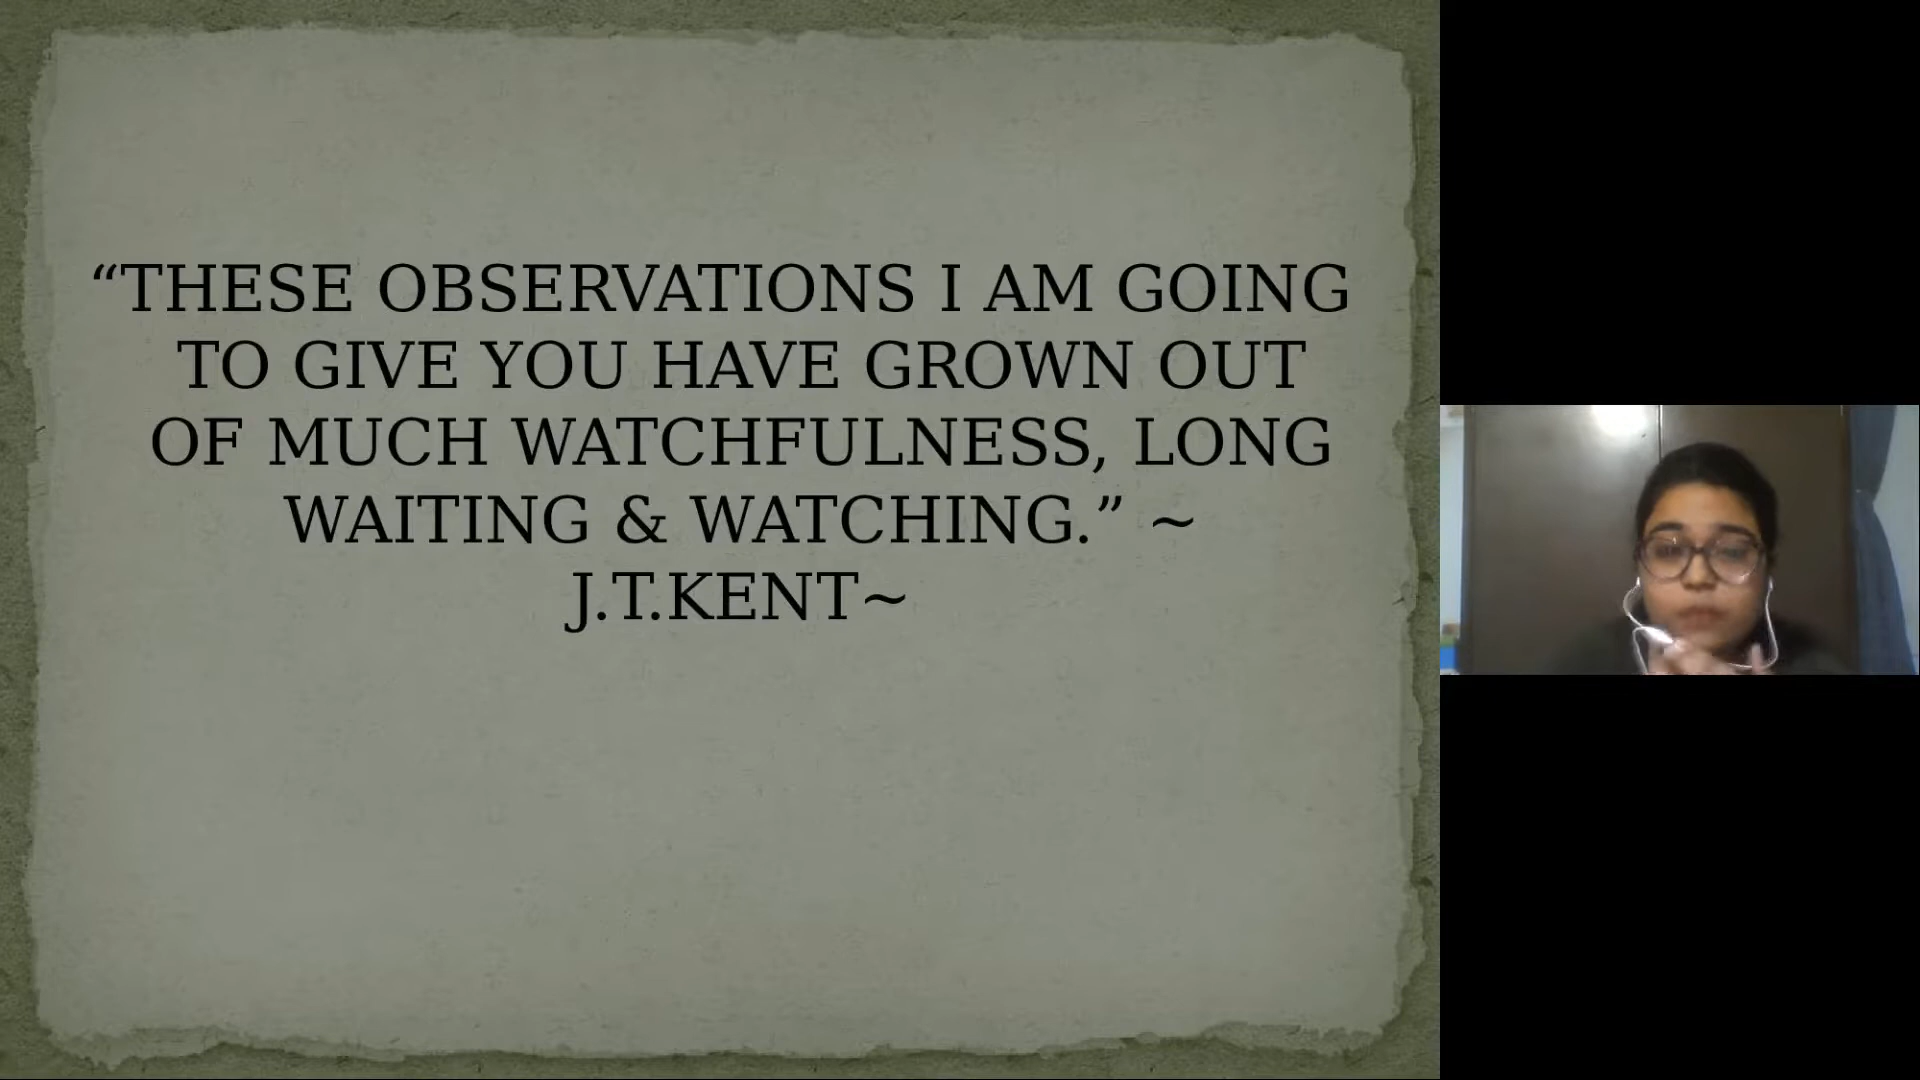 “THESE OBSERVATIONS I AM GOING
TO GIVE YOU HAVE GROWN OUT
OF MUCH WATCHFULNESS, LONG
WAITING & WATCHING.” ~
J.T.KENT~